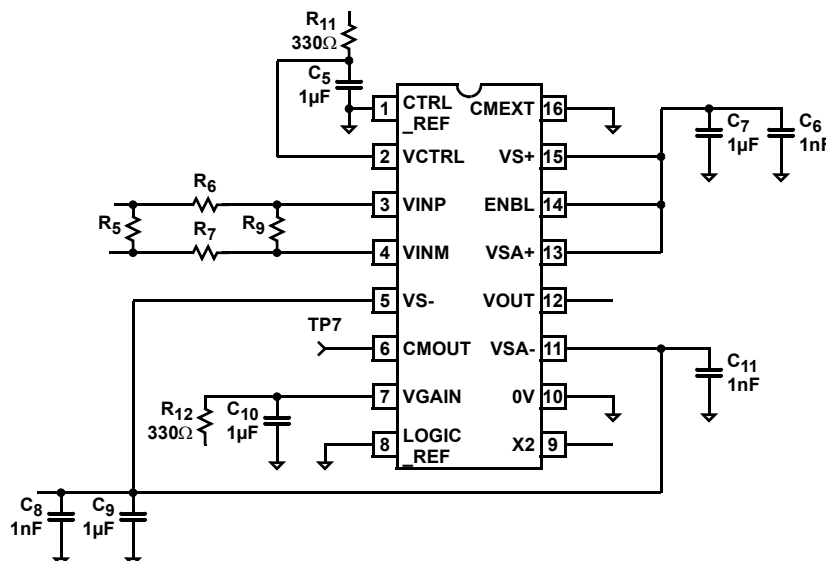 R11
330Ω
C5
1µF
1
CTRL
_REF
CMEXT
16
C7
1µF
C6
1nF
2
VCTRL
VS+
15
R6
3
VINP
ENBL
14
R5
R9
R7
4
VINM
VSA+
13
5
VS-
VOUT
12
TP7
6
CMOUT
VSA-
11
C11
1nF
R12
330Ω
C10
1µF
7
VGAIN
0V
10
8
LOGIC
_REF
X2
9
C8
1nF
C9
1µF